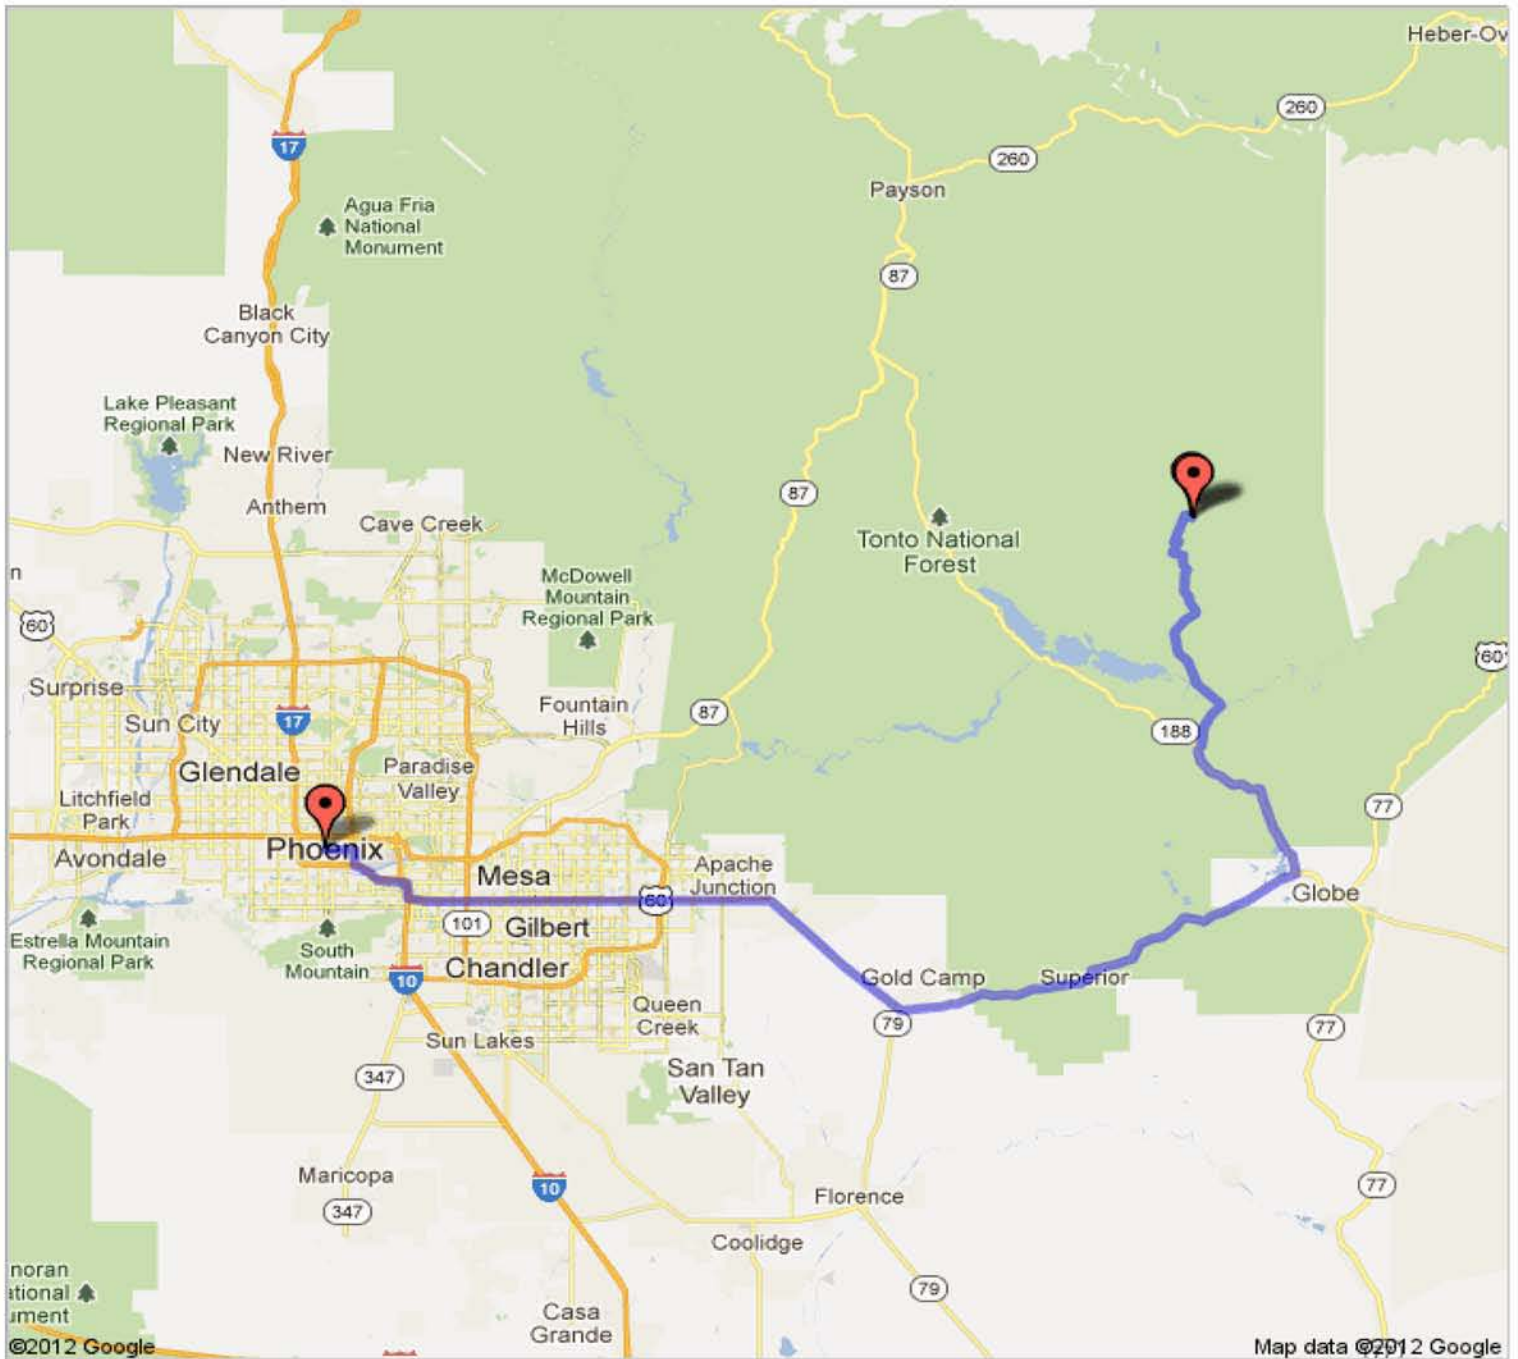 Heber-Ov
260
17
260
Payson
Agua Fria
National
Monument
87
Black
Canyon City
Lake Pleasant
Regional Park
New River
87
Anthem
Cave Creek
Tonto National
Forest
n
McDowell
Mountain
Regional Park
60
60
Surprise
Fountain
Hills
87
17
Sun City
188
Glendale
Paradise
Valley
Litchfield
Park
77
Phoenix
Avondale
Mesa
Apache
Junction
Globe
60
101
Gilbert
Estrella Mountain
Regional Park
South
Mountain
Chandler
10
Gold Camp
Superior
Queen
Creek
79
77
Sun Lakes
347
San Tan
Valley
Maricopa
10
77
Florence
347
Coolidge
noran
ational
ument
79
Casa
Grande
©2012 Google
Map data ©2012 Google